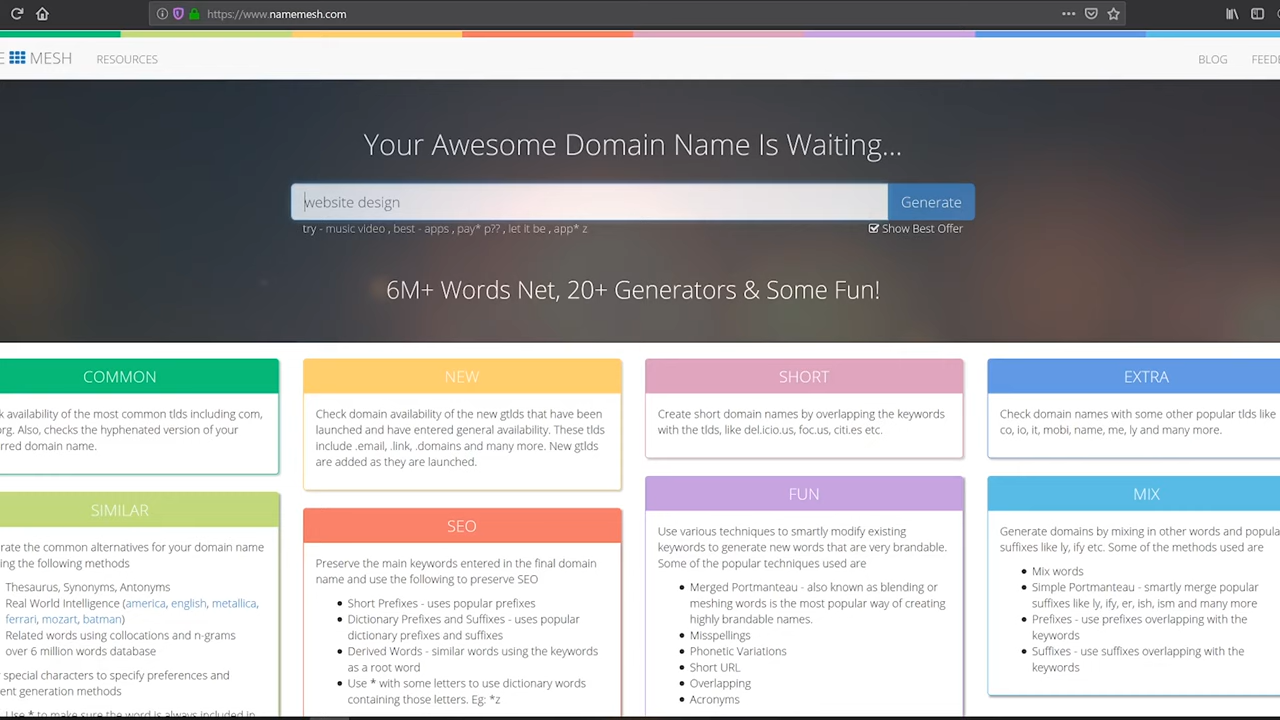 https://www.namemesh.com
E MESH RESOURCES BLOG FEEDB
Your Awesome Domain Name Is Waiting...
website design Generate
try - music video , best - apps , pay* p?? , let it be , app* z Show Best Offer
6M+ Words Net, 20+ Generators & Some Fun!
COMMON
k availability of the most common tlds including com,
org. Also, checks the hyphenated version of your
rred domain name.
SIMILAR
rate the common alternatives for your domain name
ng the following methods
Thesaurus, Synonyms, Antonyms
Real World Intelligence (america, english, metallica,
ferrari, mozart, batman)
Related words using collocations and n-grams
over 6 million words database
special characters to specify preferences and
ent generation methods
Use * to make sure the word is always included in
NEW
Check domain availability of the new gtlds that have been
launched and have entered general availability. These tlds
include .email, .link, .domains and many more. New gtlds
are added as they are launched.
SEO
Preserve the main keywords entered in the final domain
name and use the following to preserve SEO
Short Prefixes - uses popular prefixes
Dictionary Prefixes and Suffixes - uses popular
dictionary prefixes and suffixes
Derived Words - similar words using the keywords
as a root word
Use * with some letters to use dictionary words
containing those letters. Eg: *z
SHORT
Create short domain names by overlapping the keywords
with the tlds, like del.icio.us, foc.us, citi.es etc.
FUN
Use various techniques to smartly modify existing
keywords to generate new words that are very brandable.
Some of the popular techniques used are
Merged Portmanteau - also known as blending or
meshing words is the most popular way of creating
highly brandable names.
Misspellings
Phonetic Variations
Short URL
Overlapping
Acronyms
EXTRA
Check domain names with some other popular tlds like
co, io, it, mobi, name, me, ly and many more.
MIX
Generate domains by mixing in other words and popula
suffixes like ly, ify etc. Some of the methods used are
Mix words
Simple Portmanteau - smartly merge popular
suffixes like ly, ify, er, ish, ism and many more
Prefixes - use prefixes overlapping with the
keywords
Suffixes - use suffixes overlapping with the
keywords